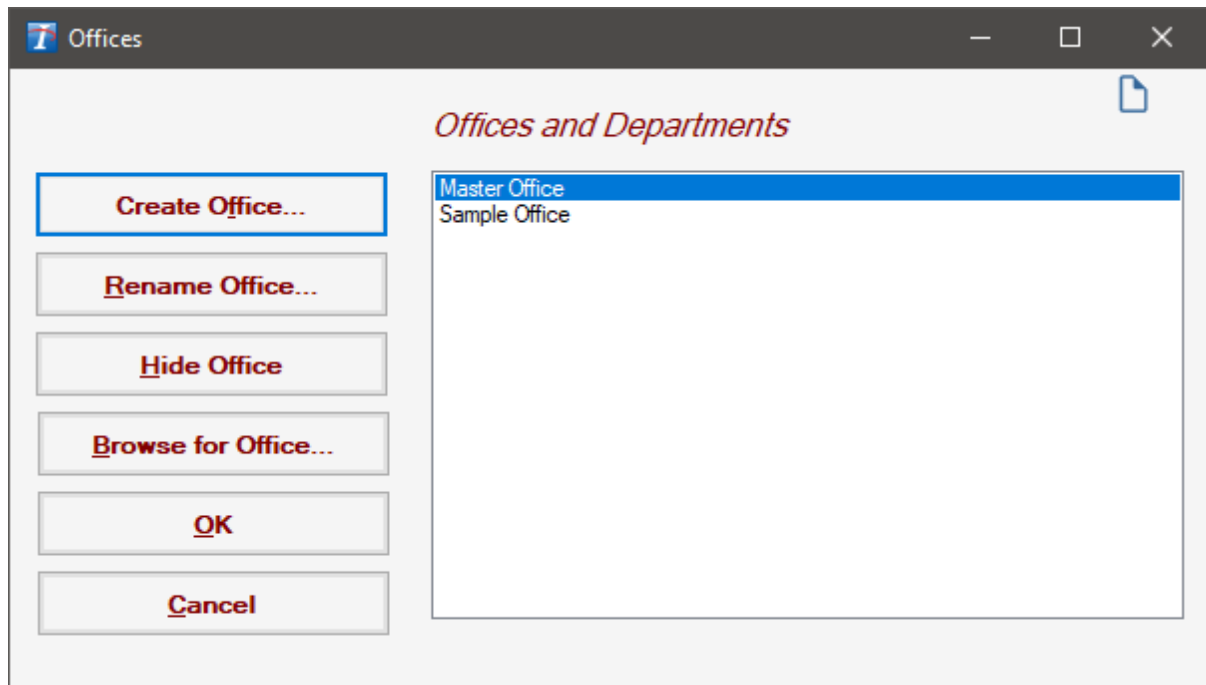 Offices
Offices and Departments
Create Office...
Rename Office...
Hide Office
Browse for Office...
OK
Cancel
Master Office
Sample Office